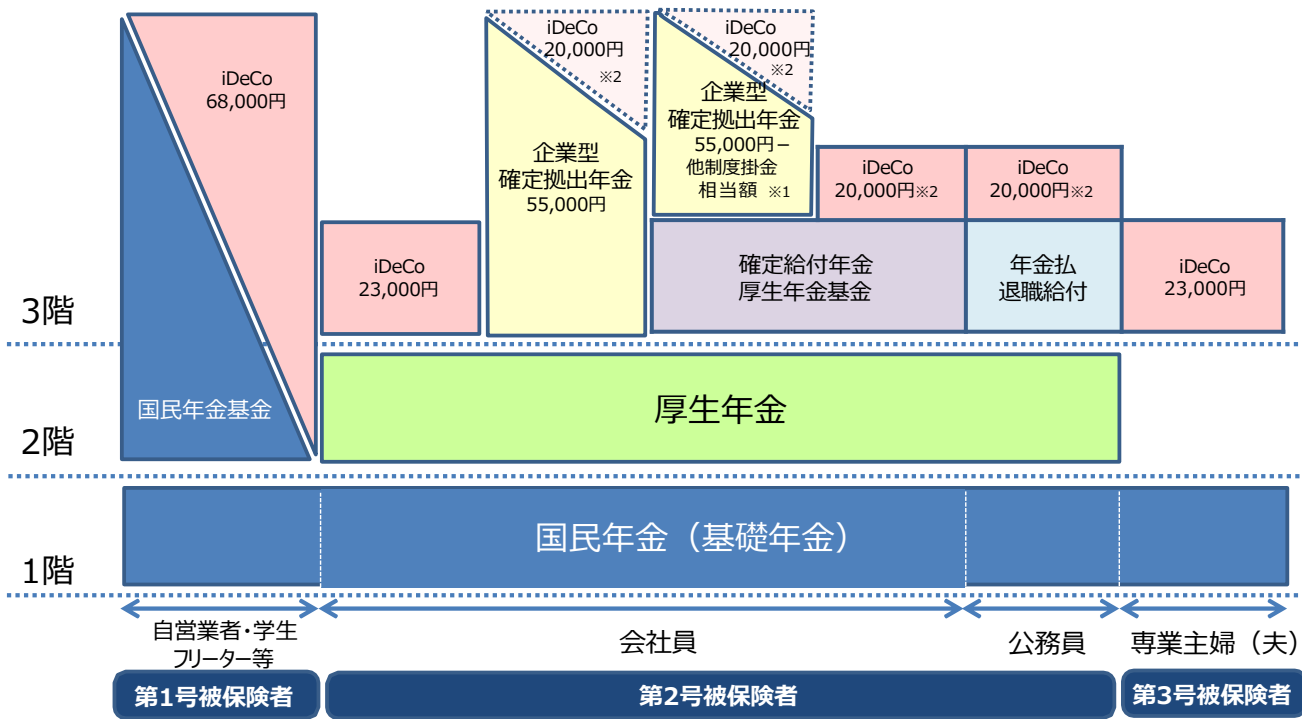 iDeCo
68,000円
国民年金基金
iDeCo
23,000円
iDeCo
20,000円
※2
企業型
確定拠出年金
55,000円
iDeCo
20,000円
※2
企業型
確定拠出年金
55,000円－
他制度掛金
相当額 ※1
iDeCo
20,000円※2
iDeCo
20,000円※2
確定給付年金
厚生年金基金
年金払
退職給付
iDeCo
23,000円
3階
厚生年金
2階
国民年金（基礎年金）
1階
自営業者・学生
フリーター等
会社員
公務員
専業主婦（夫）
第1号被保険者
第2号被保険者
第3号被保険者